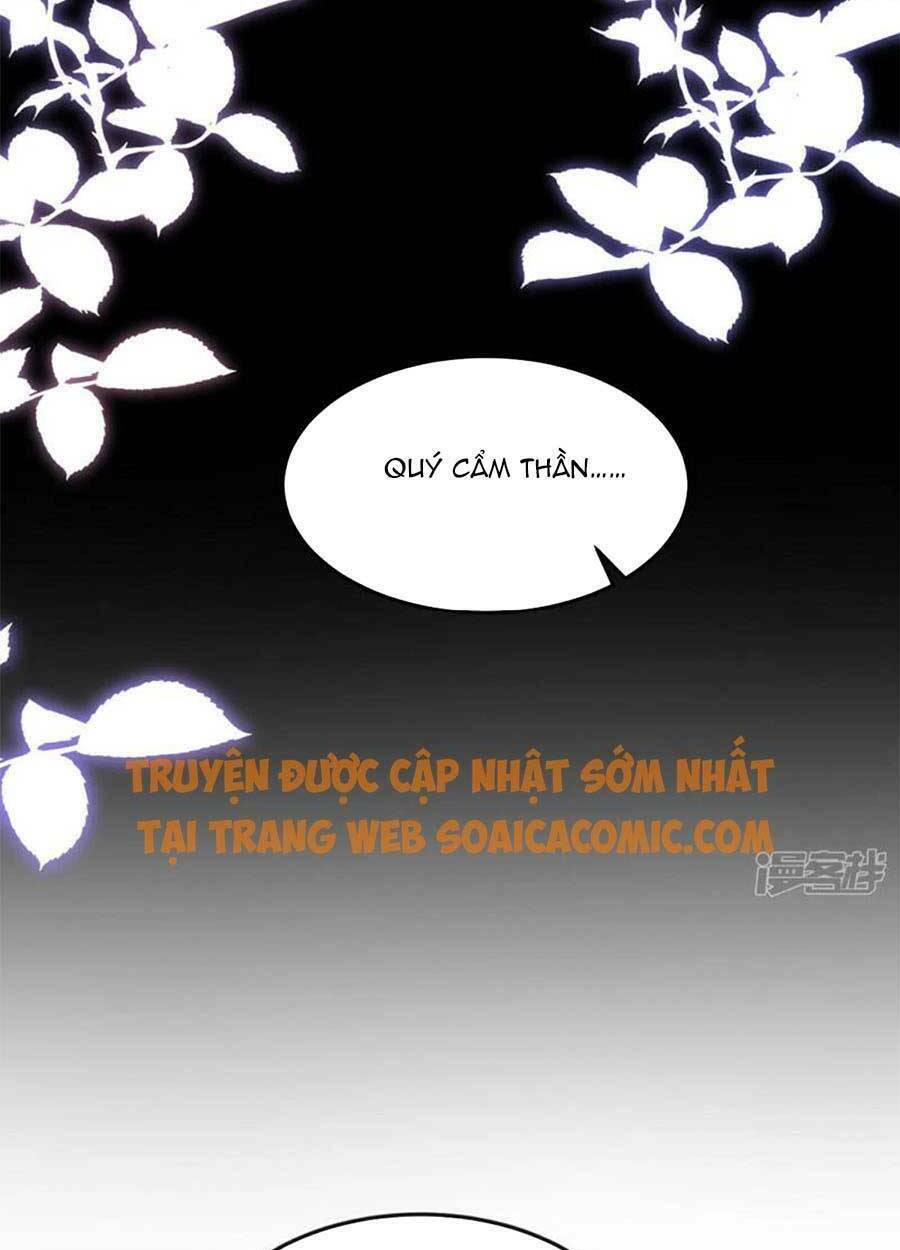 QUÝ CẨM THẦN......
TRUYỆN ĐƯỢC CẬP NHẬT SỚM NHẤT
TẠI TRANG WEB SOAICACOMIC.COM
漫客栈